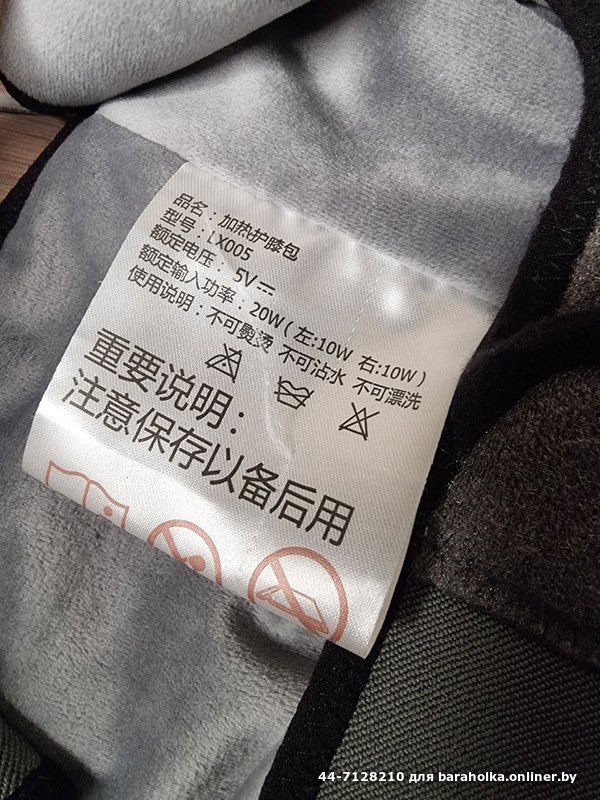 品名：加热护膝包
型号：LX005
额定电压：5V⎓
额定输入功率：20W(左:10W 右:10W)
使用说明：不可熨烫 不可沾水 不可漂洗
重要说明：
注意保存以备后用
44-7128210 для baraholka.onliner.by